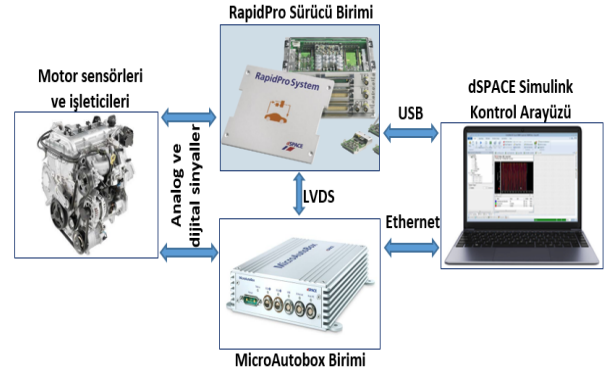 RapidPro Sürücü Birimi
Motor sensörleri
ve işleticileri
RapidPro System
dSPACE
dSPACE Simulink
Kontrol Arayüzü
USB
Analog ve
dijital sinyaller
LVDS
Ethernet
MicroAutobox
MicroAutobox Birimi